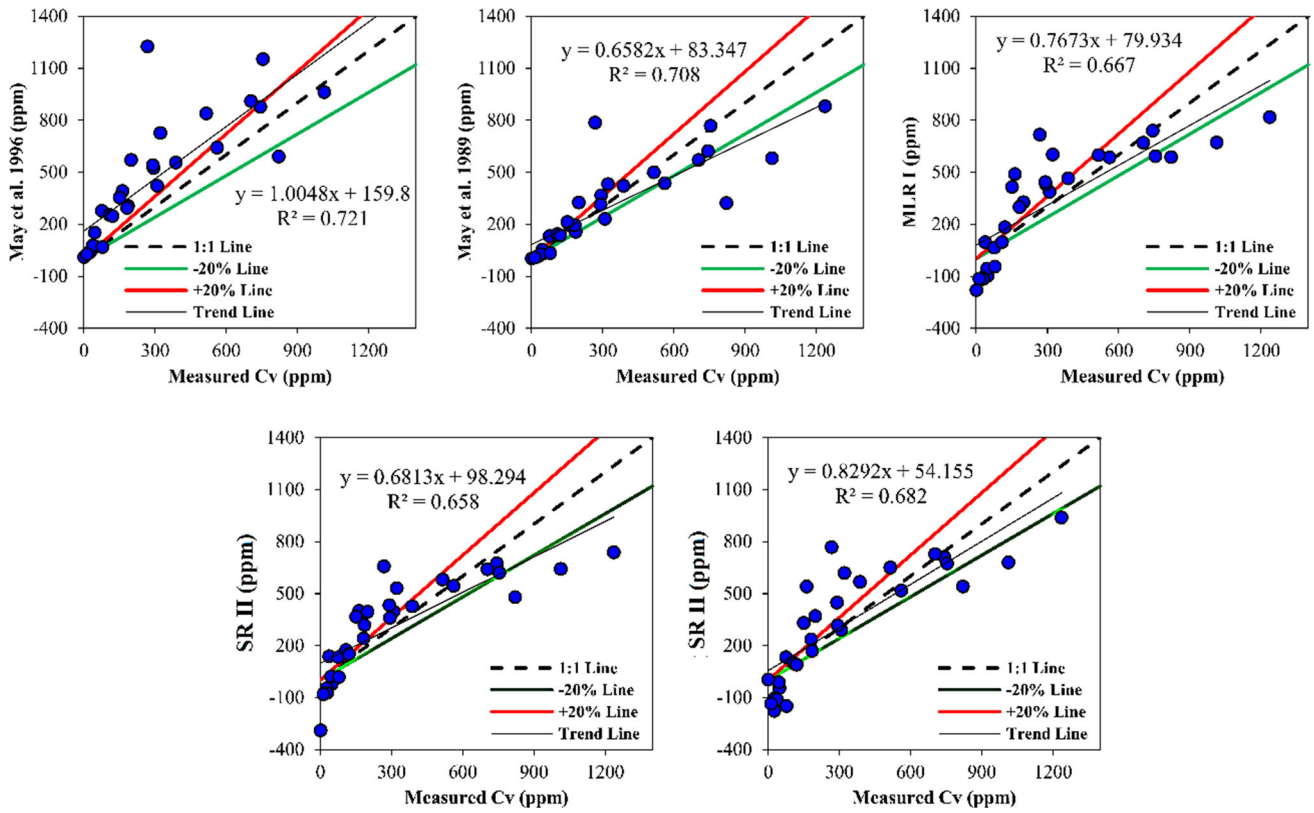 1400
1100
800
500
200
-100
-400
May et al. 1996 (ppm)
y = 1.0048x + 159.8
R² = 0.721
1:1 Line
-20% Line
+20% Line
Trend Line
0 300 600 900 1200
Measured Cv (ppm)
1400
1100
800
500
200
-100
-400
May et al. 1989 (ppm)
y = 0.6582x + 83.347
R² = 0.708
1:1 Line
-20% Line
+20% Line
Trend Line
0 300 600 900 1200
Measured Cv (ppm)
1400
1100
800
500
200
-100
-400
MLR I (ppm)
y = 0.7673x + 79.934
R² = 0.667
1:1 Line
-20% Line
+20% Line
Trend Line
0 300 600 900 1200
Measured Cv (ppm)
1400
1100
800
500
200
-100
-400
SR II (ppm)
y = 0.6813x + 98.294
R² = 0.658
1:1 Line
-20% Line
+20% Line
Trend Line
0 300 600 900 1200
Measured Cv (ppm)
1400
1100
800
500
200
-100
-400
SR II (ppm)
y = 0.8292x + 54.155
R² = 0.682
1:1 Line
-20% Line
+20% Line
Trend Line
0 300 600 900 1200
Measured Cv (ppm)